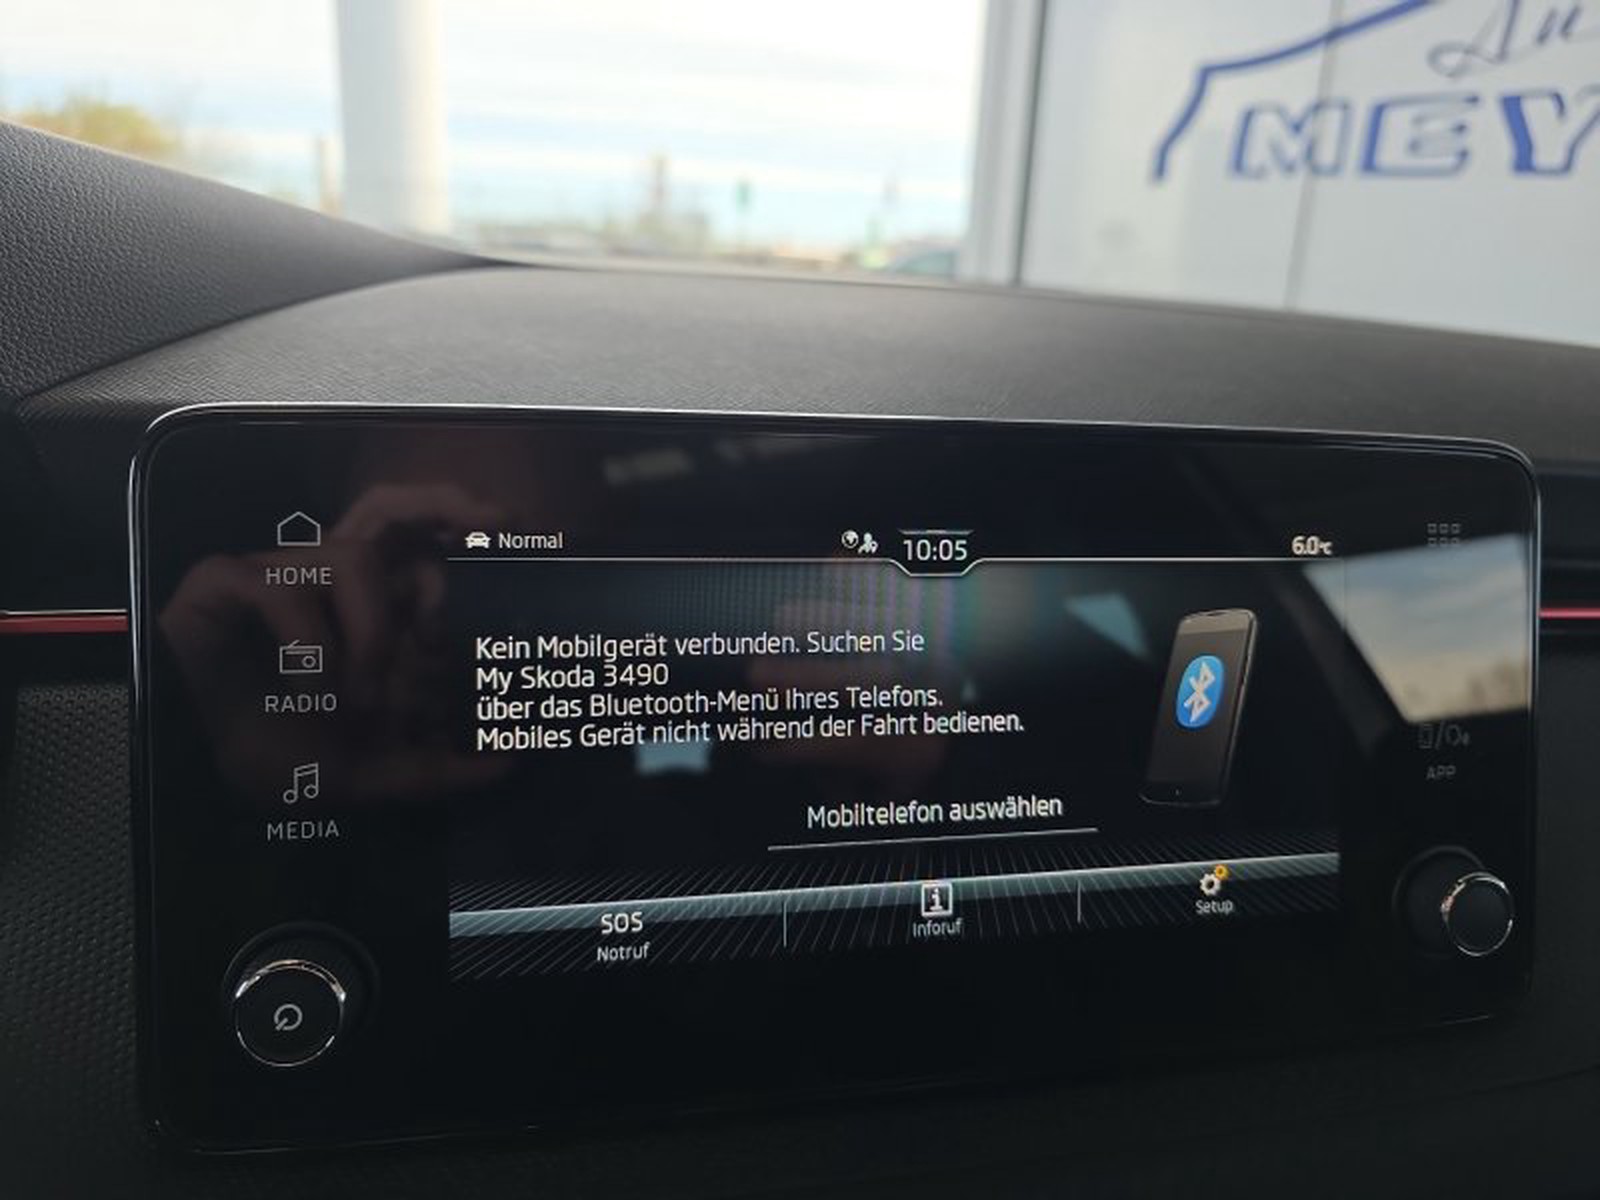 MEY
HOME
RADIO
MEDIA
Normal
10:05
6.0°C
Kein Mobilgerät verbunden. Suchen Sie
My Skoda 3490
über das Bluetooth-Menü Ihres Telefons.
Mobiles Gerät nicht während der Fahrt bedienen.
Mobiltelefon auswählen
APP
SOS
Notruf
Inforuf
Setup